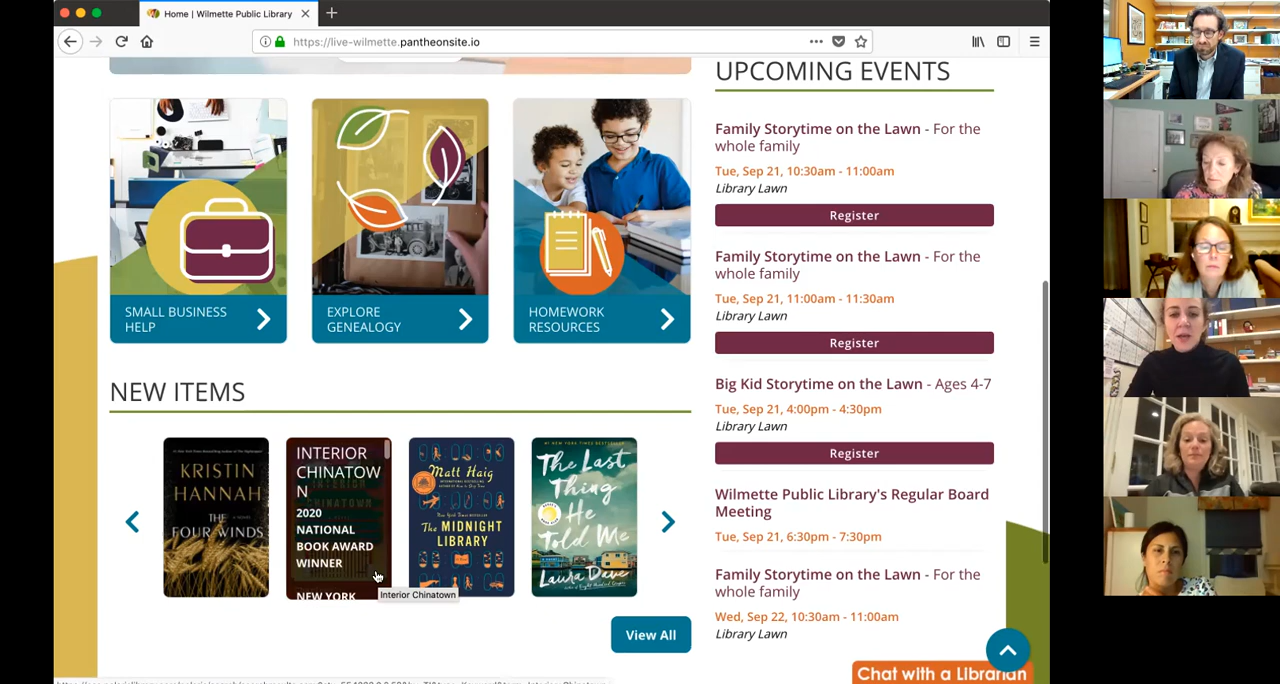 Home | Wilmette Public Library
https://live-wilmette.pantheonsite.io
SMALL BUSINESS
HELP
EXPLORE
GENEALOGY
HOMEWORK
RESOURCES
NEW ITEMS
KRISTIN
HANNAH
THE
FOUR WINDS
INTERIOR
CHINATOW
N
2020
NATIONAL
BOOK AWARD
WINNER
NEW YORK
Interior Chinatown
Matt Haig
The
MIDNIGHT
LIBRARY
#1 NEW YORK TIMES BESTSELLER
The Last
Thing
He
Told Me
Laura Dave
View All
UPCOMING EVENTS
Family Storytime on the Lawn - For the
whole family
Tue, Sep 21, 10:30am - 11:00am
Library Lawn
Register
Family Storytime on the Lawn - For the
whole family
Tue, Sep 21, 11:00am - 11:30am
Library Lawn
Register
Big Kid Storytime on the Lawn - Ages 4-7
Tue, Sep 21, 4:00pm - 4:30pm
Library Lawn
Register
Wilmette Public Library's Regular Board
Meeting
Tue, Sep 21, 6:30pm - 7:30pm
Family Storytime on the Lawn - For the
whole family
Wed, Sep 22, 10:30am - 11:00am
Library Lawn
Chat with a Librarian